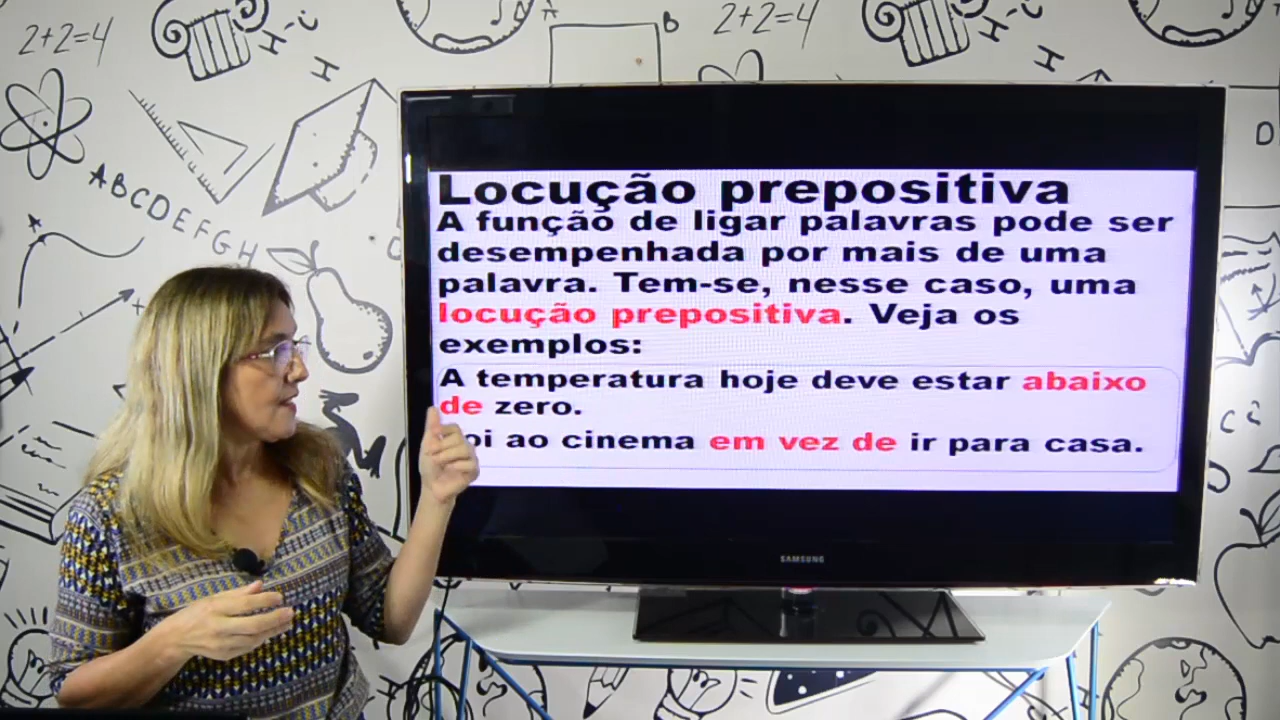 2+2=4
H-i
H
A
B
2+2=4
H-i
H
ABCDEFGH
Locução prepositiva
A função de ligar palavras pode ser
desempenhada por mais de uma
palavra. Tem-se, nesse caso, uma
locução prepositiva. Veja os
exemplos:
A temperatura hoje deve estar abaixo
de zero.
oi ao cinema em vez de ir para casa.
SAMSUNG